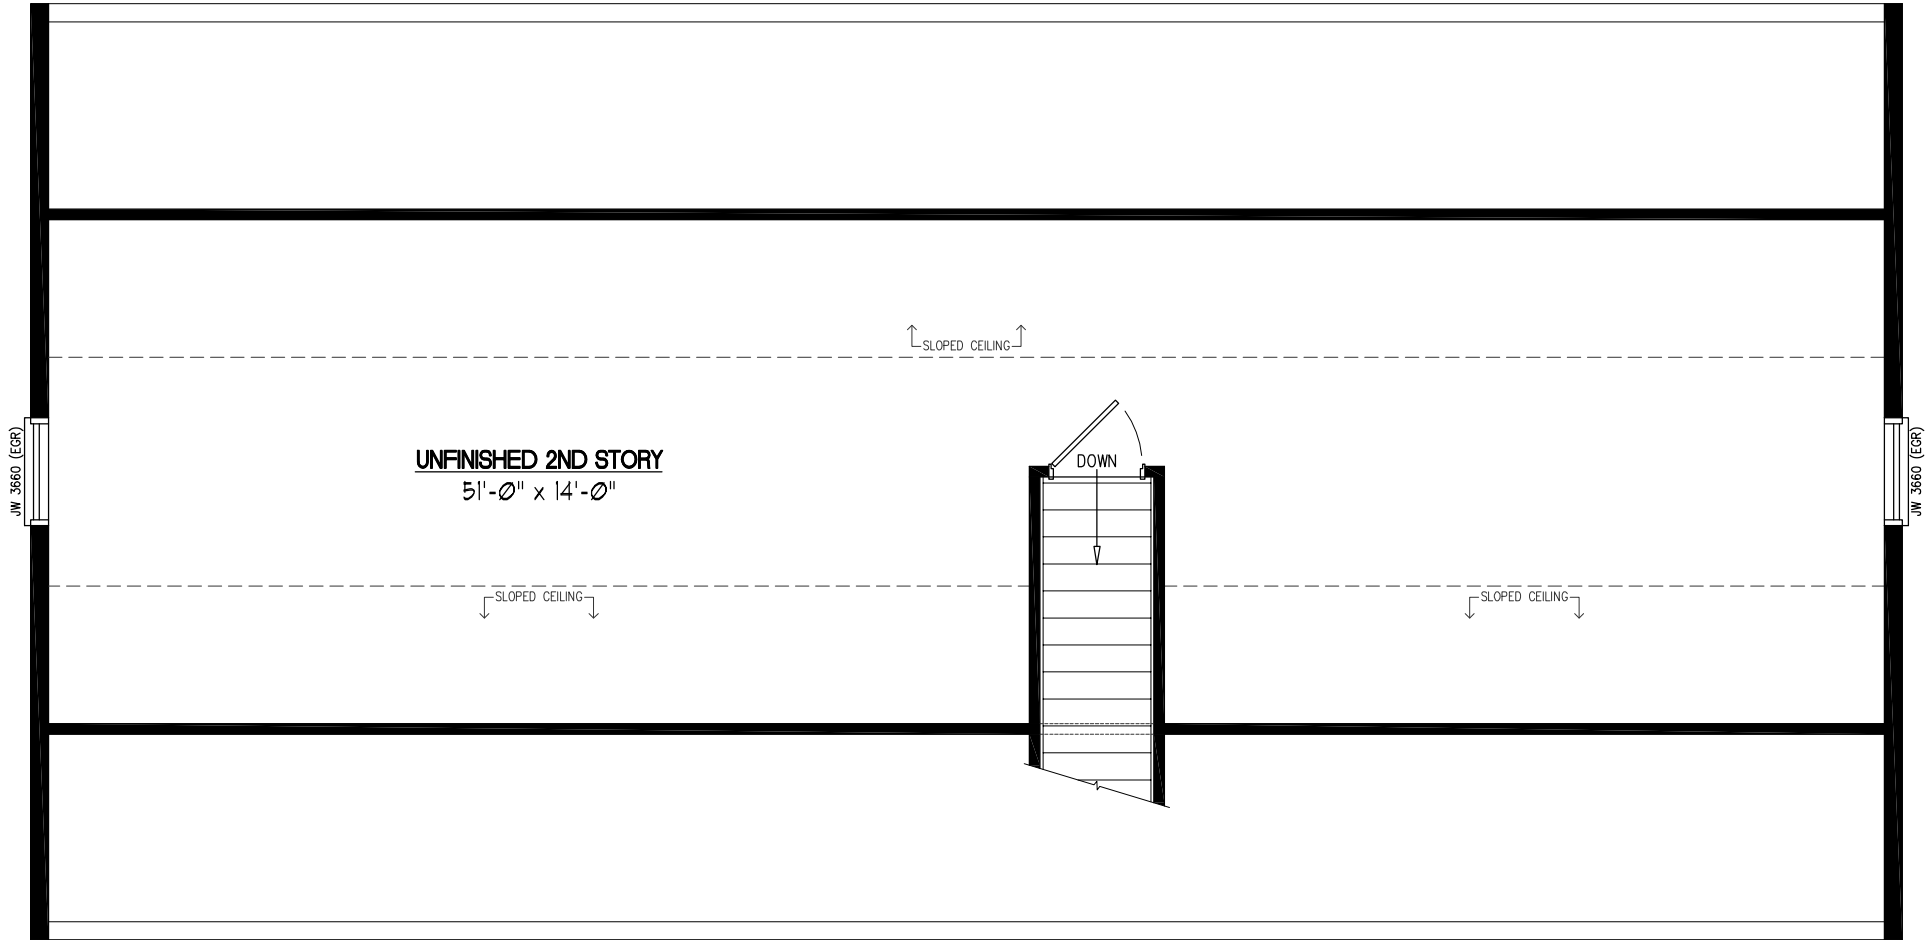 SLOPED CEILING
JW 3660 (EGR)
JW 3660 (EGR)
UNFINISHED 2ND STORY
51'-0" x 14'-0"
DOWN
SLOPED CEILING
SLOPED CEILING